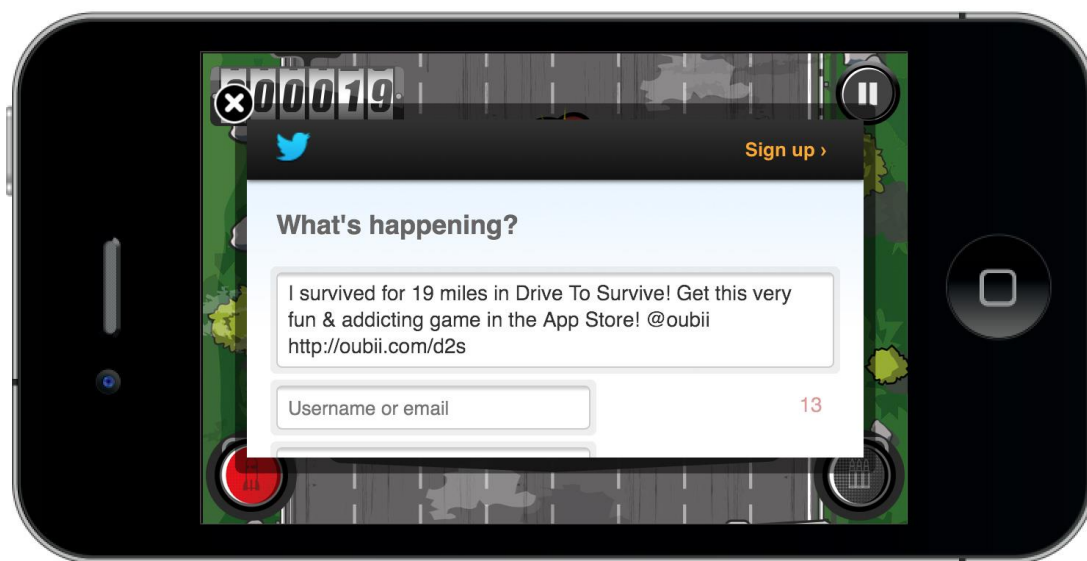 000019
Sign up ›
What's happening?
I survived for 19 miles in Drive To Survive! Get this very
fun & addicting game in the App Store! @oubii
http://oubii.com/d2s
Username or email
13